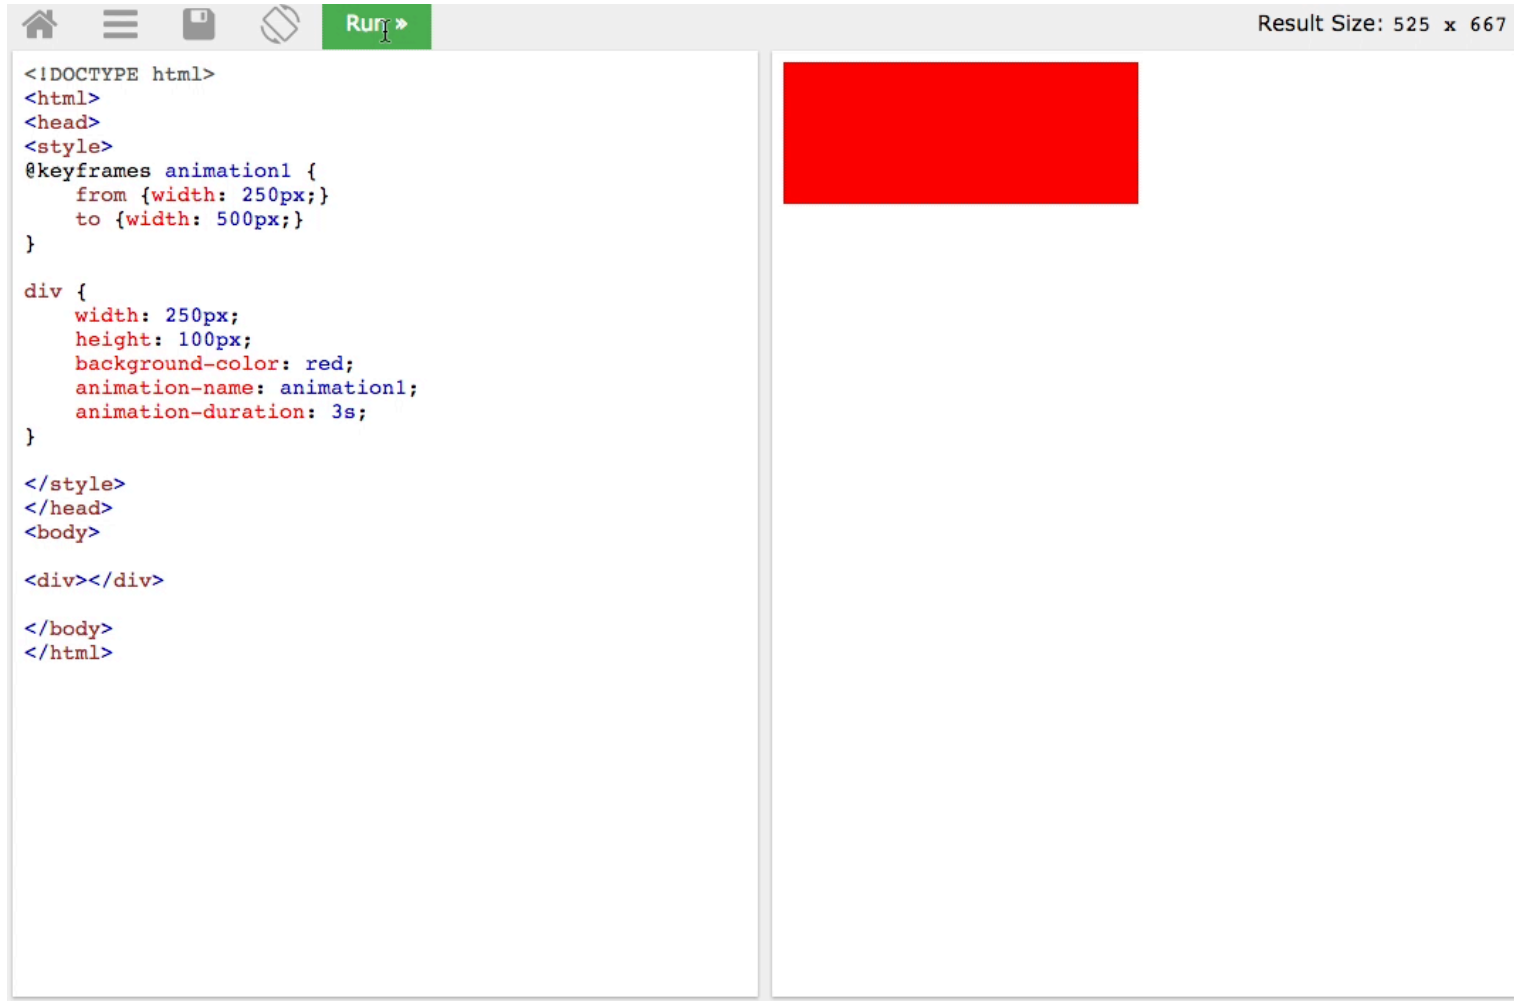 Run »
Result Size: 525 x 667
<!DOCTYPE html>
<html>
<head>
<style>
@keyframes animation1 {
    from {width: 250px;}
    to {width: 500px;}
}
div {
    width: 250px;
    height: 100px;
    background-color: red;
    animation-name: animation1;
    animation-duration: 3s;
}
</style>
</head>
<body>
<div></div>
</body>
</html>